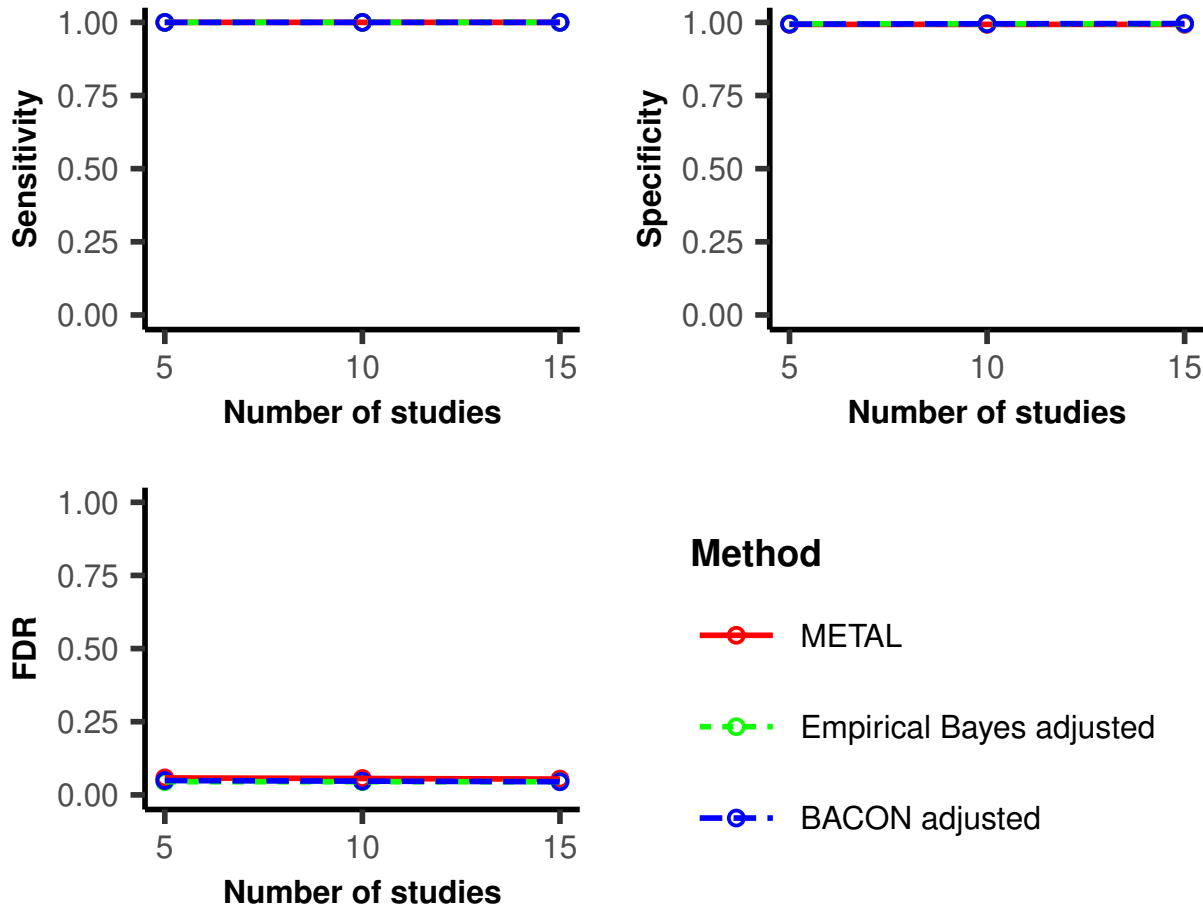 Sensitivity
1.00
0.75
0.50
0.25
0.00
5 10 15
Number of studies
Specificity
1.00
0.75
0.50
0.25
0.00
5 10 15
Number of studies
FDR
1.00
0.75
0.50
0.25
0.00
5 10 15
Number of studies
Method
METAL
Empirical Bayes adjusted
BACON adjusted